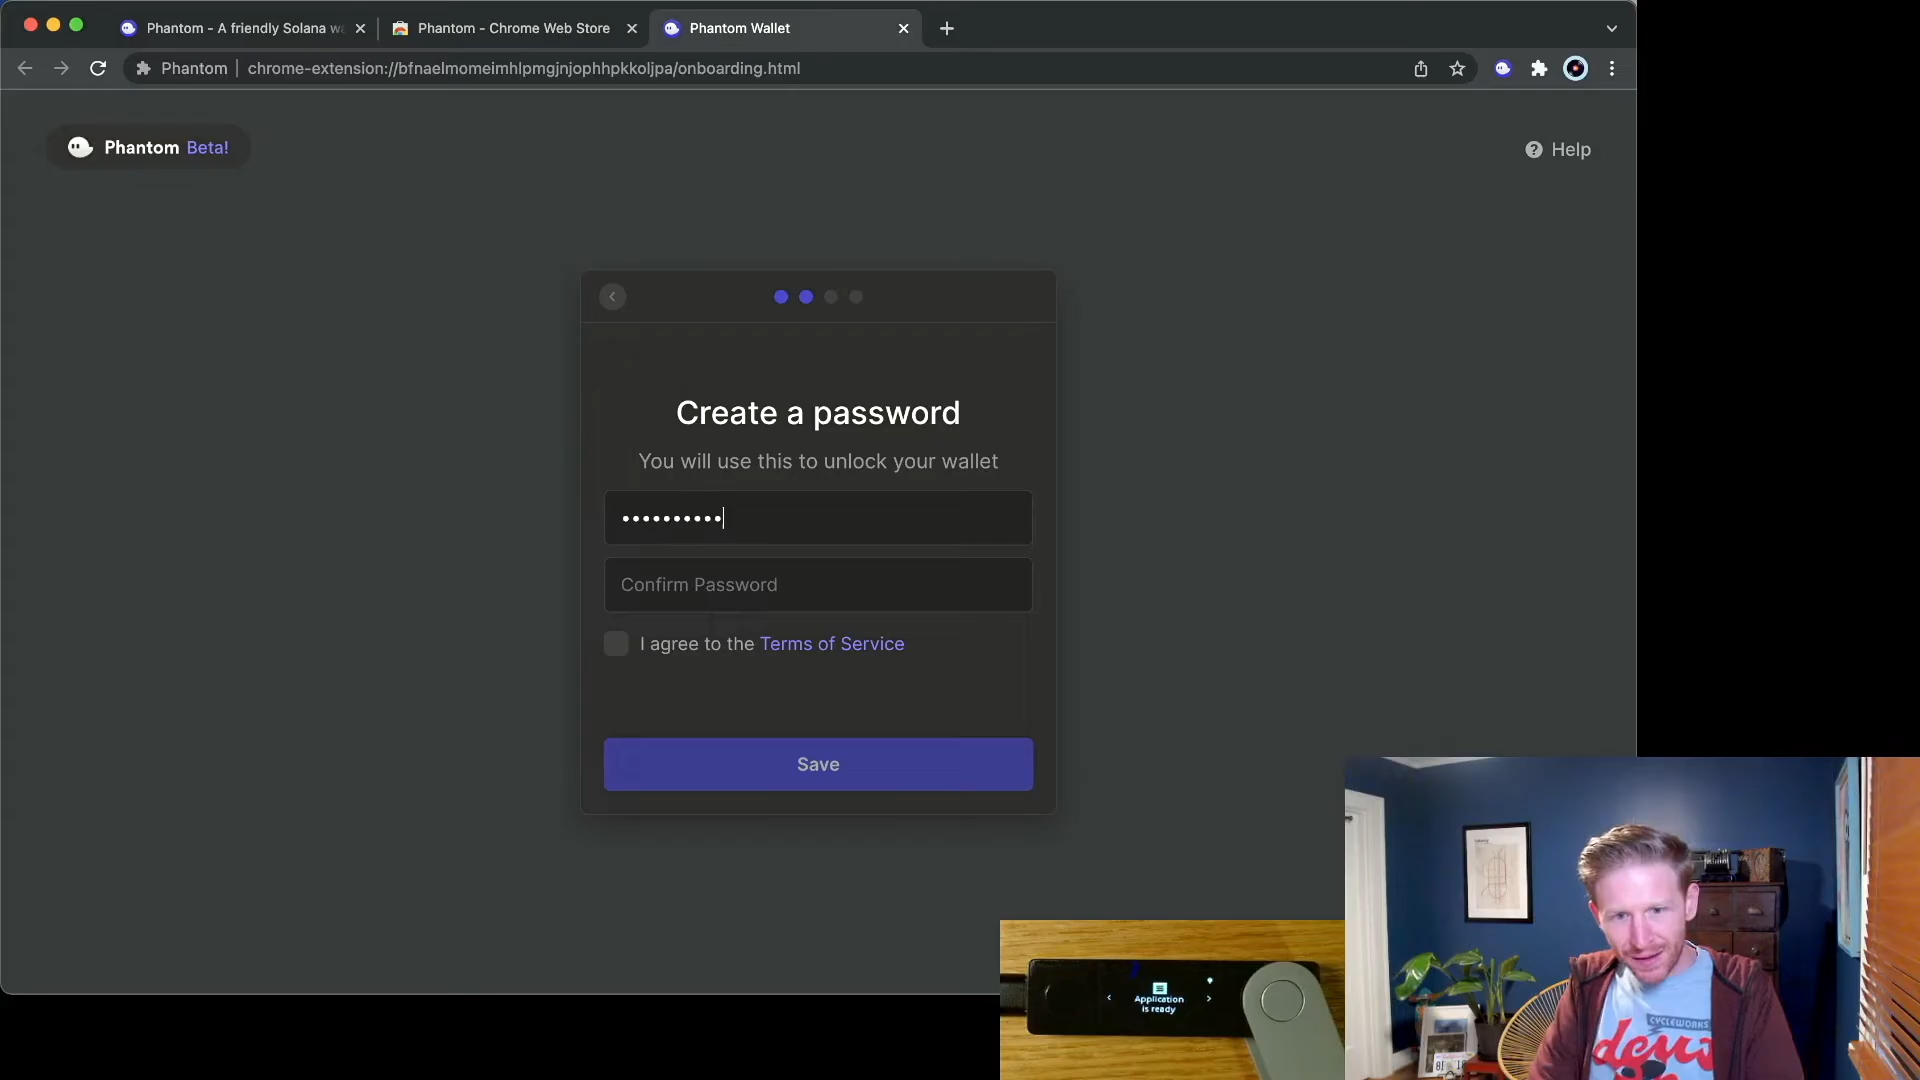 Phantom - A friendly Solana wa
Phantom - Chrome Web Store
Phantom Wallet
Phantom | chrome-extension://bfnaelmomeimhlpmgjnjophhpkkoljpa/onboarding.html
Phantom Beta!
Help
Create a password
You will use this to unlock your wallet
••••••••••
Confirm Password
I agree to the Terms of Service
Save
Application
is ready
CYCLEWORKS